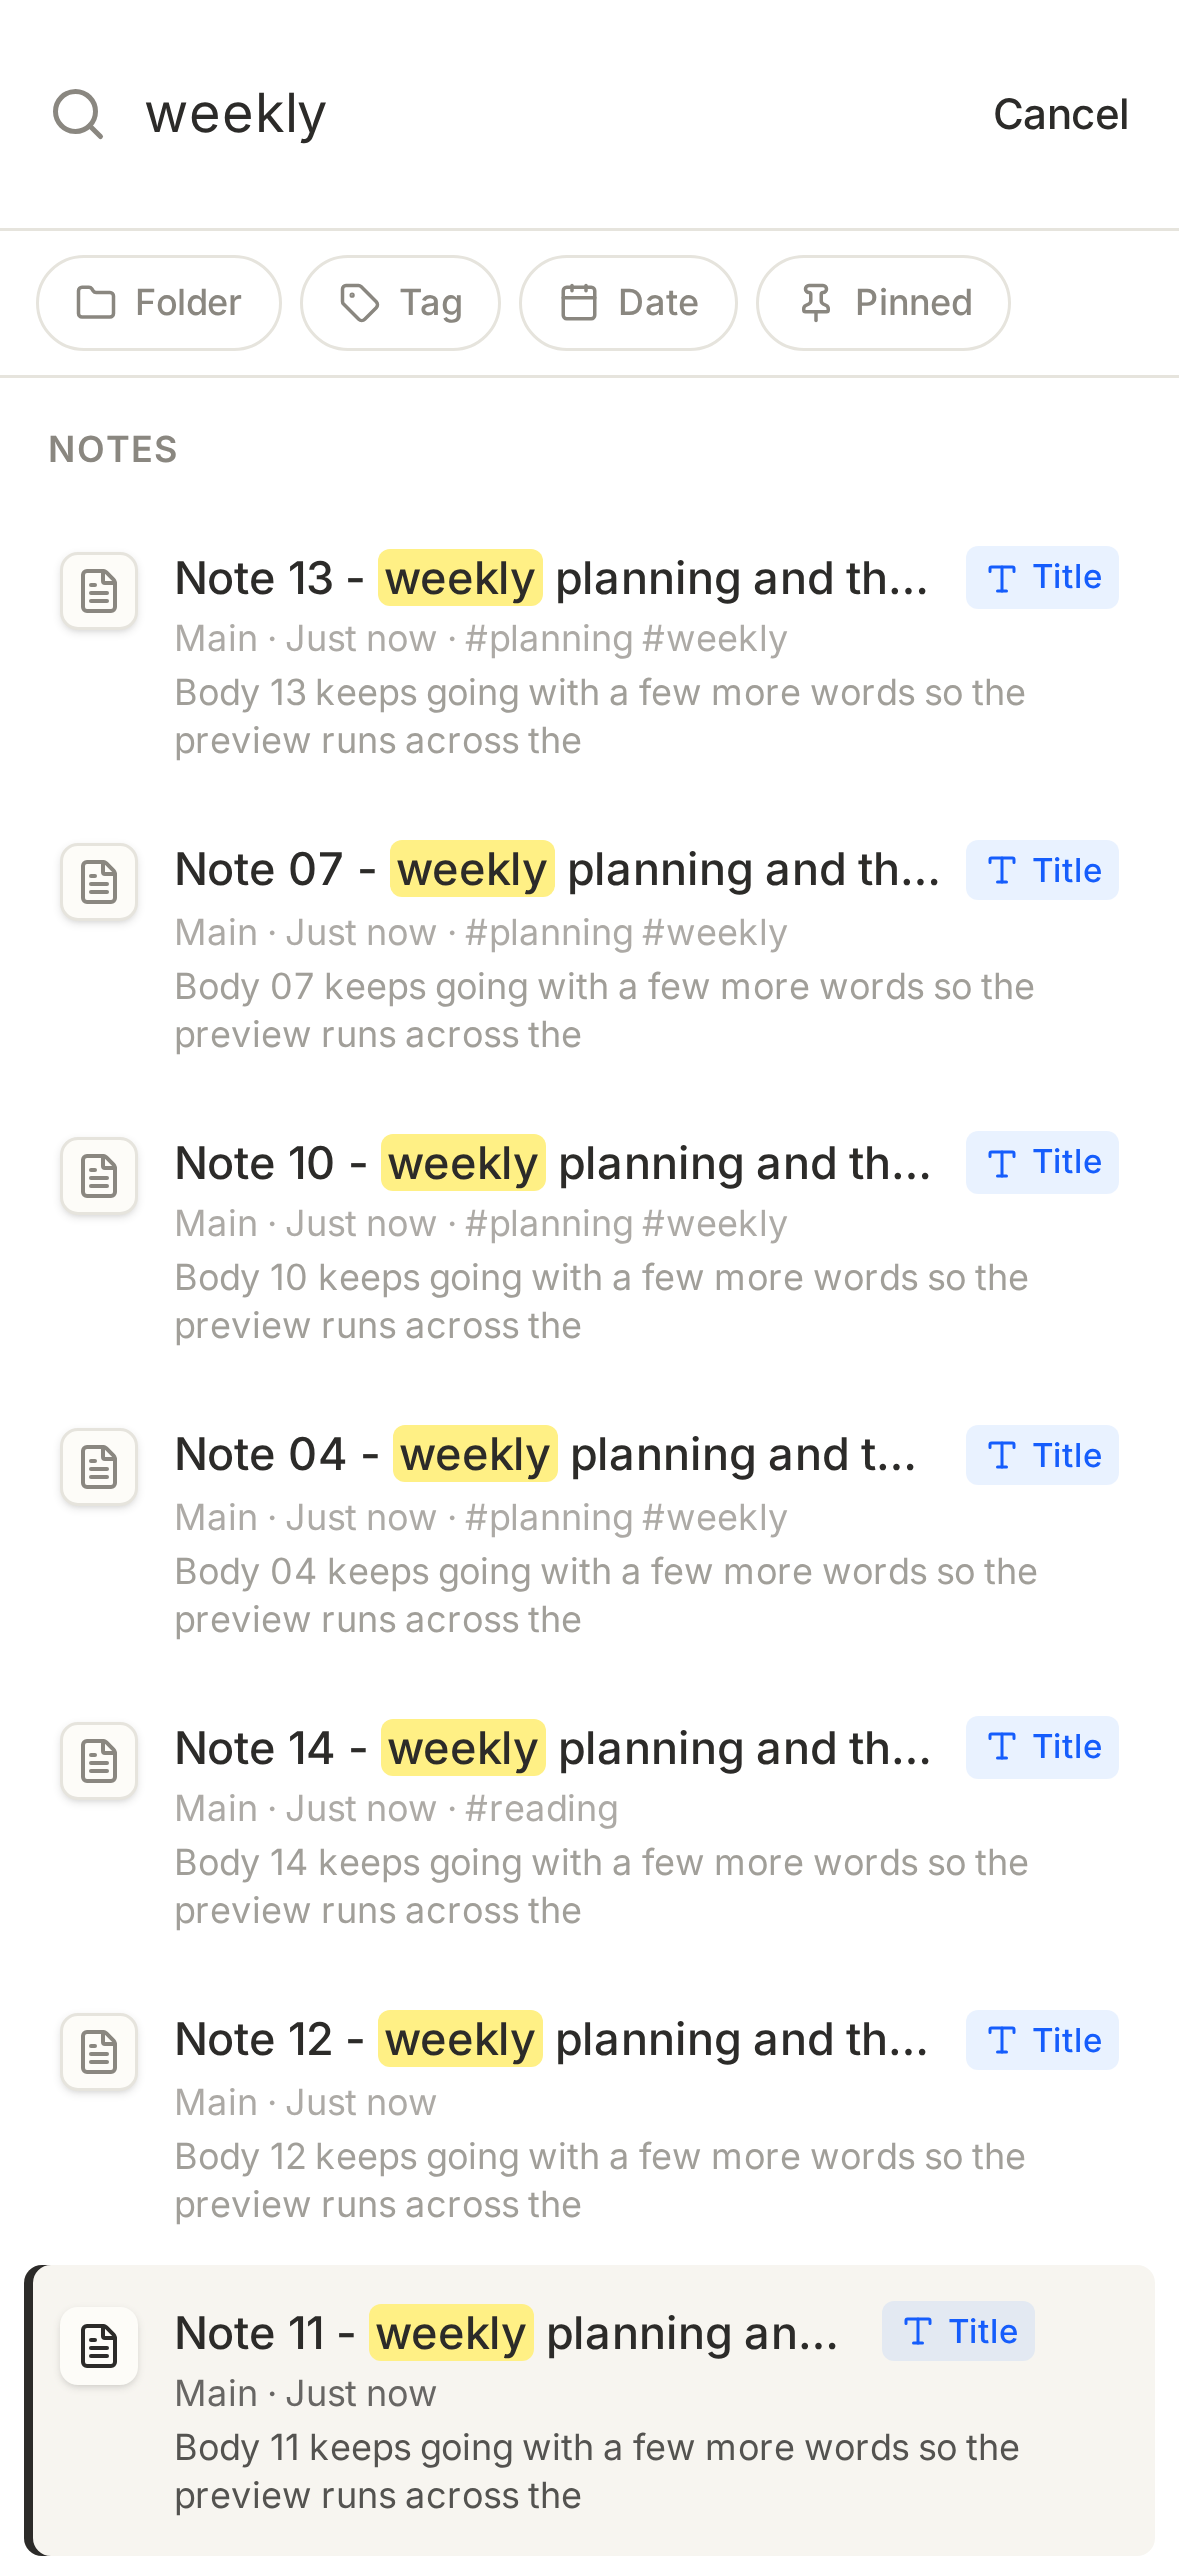 weekly
Cancel
Folder
Tag
Date
Pinned
NOTES
Note 13 - weekly planning and th...
Title
Main · Just now · #planning #weekly
Body 13 keeps going with a few more words so the
preview runs across the
Note 07 - weekly planning and th...
Title
Main · Just now · #planning #weekly
Body 07 keeps going with a few more words so the
preview runs across the
Note 10 - weekly planning and th...
Title
Main · Just now · #planning #weekly
Body 10 keeps going with a few more words so the
preview runs across the
Note 04 - weekly planning and t...
Title
Main · Just now · #planning #weekly
Body 04 keeps going with a few more words so the
preview runs across the
Note 14 - weekly planning and th...
Title
Main · Just now · #reading
Body 14 keeps going with a few more words so the
preview runs across the
Note 12 - weekly planning and th...
Title
Main · Just now
Body 12 keeps going with a few more words so the
preview runs across the
Note 11 - weekly planning an...
Title
Main · Just now
Body 11 keeps going with a few more words so the
preview runs across the